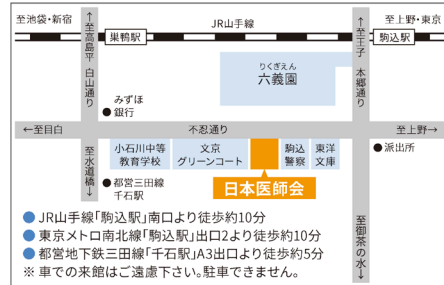 至池袋・新宿
←至高島平
白山通り
巣鴨駅
JR山手線
←至王子
本郷通り
至上野・東京
駒込駅
りくぎえん
六義園
みずほ
銀行
←至目白
不忍通り
至上野→
至水道橋→
小石川中等
教育学校
文京
グリーンコート
駒込
警察
東洋
文庫
派出所
都営三田線
千石駅
日本医師会
至御茶の水→
JR山手線「駒込駅」南口より徒歩約10分
東京メトロ南北線「駒込駅」出口2より徒歩約10分
都営地下鉄三田線「千石駅」A3出口より徒歩約5分
※ 車での来館はご遠慮下さい。駐車できません。